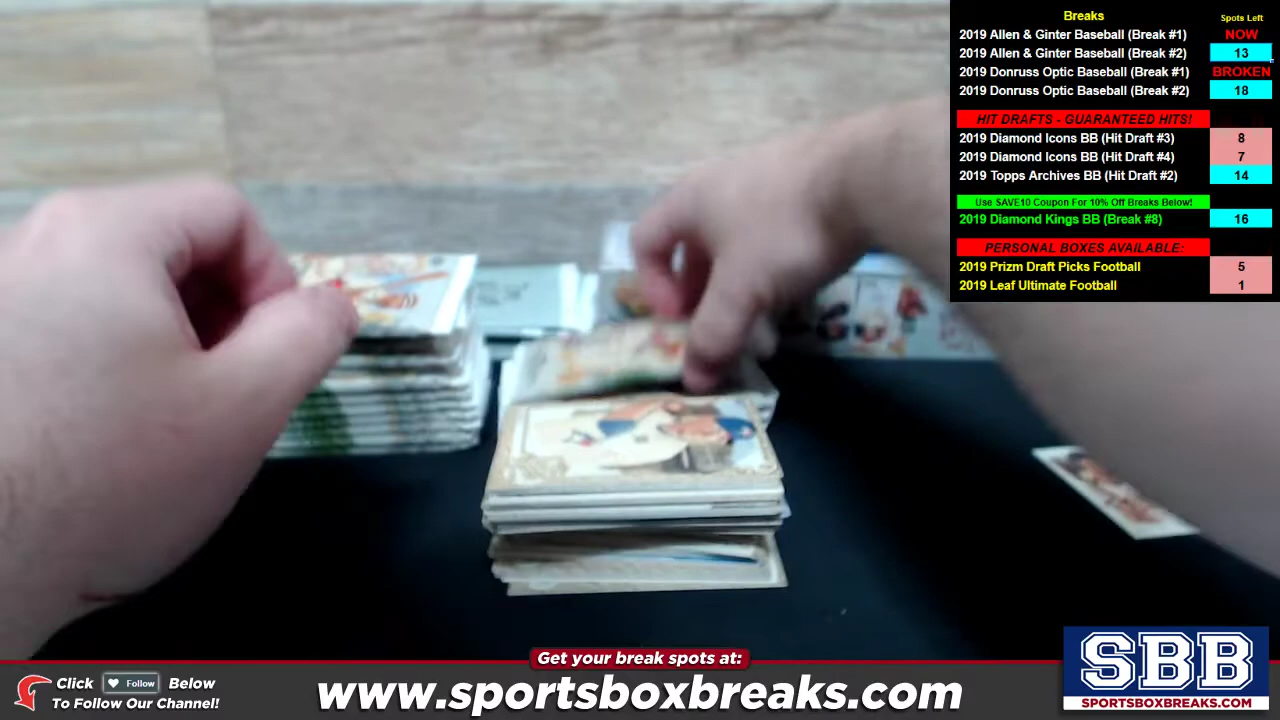 Breaks
Spots Left
2019 Allen & Ginter Baseball (Break #1) NOW
2019 Allen & Ginter Baseball (Break #2) 13
2019 Donruss Optic Baseball (Break #1) BROKEN
2019 Donruss Optic Baseball (Break #2) 18
HIT DRAFTS - GUARANTEED HITS!
2019 Diamond Icons BB (Hit Draft #3) 8
2019 Diamond Icons BB (Hit Draft #4) 7
2019 Topps Archives BB (Hit Draft #2) 14
Use SAVE10 Coupon For 10% Off Breaks Below!
2019 Diamond Kings BB (Break #8) 16
PERSONAL BOXES AVAILABLE:
2019 Prizm Draft Picks Football 5
2019 Leaf Ultimate Football 1
Get your break spots at:
Click Follow Below
To Follow Our Channel!
www.sportsboxbreaks.com
SBB
SPORTSBOXBREAKS.COM